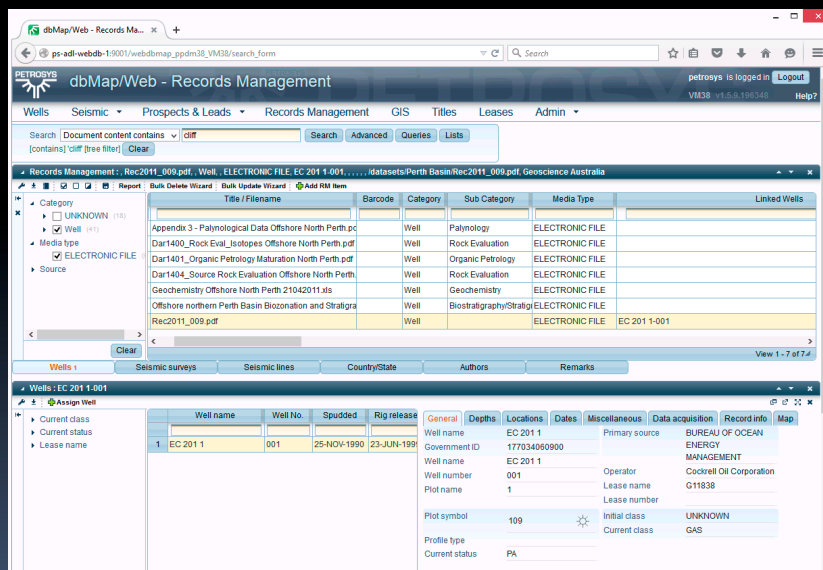 dbMap/Web - Records Ma...
ps-adl-webdb-1:9001/webdbmap_ppdm38_VM38/search_form
Search
PETROSYS
dbMap/Web - Records Management
petrosys is logged in Logout
VM38 v1.5.9.196348 Help?
Wells Seismic Prospects & Leads Records Management GIS Titles Leases Admin
Search Document content contains cliff Search Advanced Queries Lists
[contains] 'cliff' [tree filter] Clear
Records Management : , Rec2011_009.pdf, , Well, , ELECTRONIC FILE, EC 201 1-001, , , , , , /datasets/Perth Basin/Rec2011_009.pdf, Geoscience Australia
Report Bulk Delete Wizard Bulk Update Wizard Add RM Item
Category
UNKNOWN (18)
Well (41)
Media type
ELECTRONIC FILE
Source
Clear
Title / Filename Barcode Category Sub Category Media Type Linked Wells
Appendix 3 - Palynological Data Offshore North Perth.pd Well Palynology ELECTRONIC FILE
Dar1400_Rock Eval_Isotopes Offshore North Perth.pdf Well Rock Evaluation ELECTRONIC FILE
Dar1401_Organic Petrology Maturation North Perth.pdf Well Organic Petrology ELECTRONIC FILE
Dar1404_Source Rock Evaluation Offshore North Perth. Well Rock Evaluation ELECTRONIC FILE
Geochemistry Offshore North Perth 21042011.xls Well Geochemistry ELECTRONIC FILE
Offshore northern Perth Basin Biozonation and Stratigra Well Biostratigraphy/Stratigr ELECTRONIC FILE
Rec2011_009.pdf Well ELECTRONIC FILE EC 201 1-001
View 1 - 7 of 7
Wells 1 Seismic surveys Seismic lines Country/State Authors Remarks
Wells : EC 201 1-001
Assign Well
Current class
Current status
Lease name
Well name Well No. Spudded Rig release
1 EC 201 1 001 25-NOV-1990 23-JUN-199
General Depths Locations Dates Miscellaneous Data acquisition Record info Map
Well name EC 201 1
Government ID 177034060900
Well name EC 201 1
Well number 001
Plot name 1
Plot symbol 109
Profile type
Current status PA
Primary source BUREAU OF OCEAN
ENERGY
MANAGEMENT
Operator Cockrell Oil Corporation
Lease name G11838
Lease number
Initial class UNKNOWN
Current class GAS